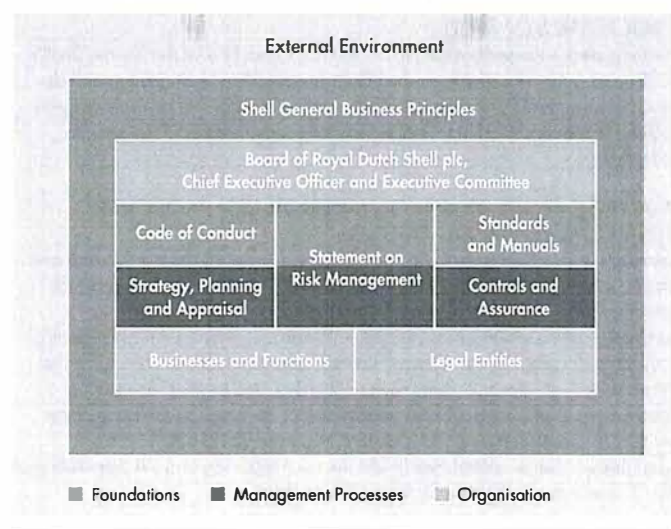 External Environment
Shell General Business Principles
Board of Royal Dutch Shell plc,
Chief Executive Officer and Executive Committee
Code of Conduct
Statement on
Risk Management
Standards
and Manuals
Strategy, Planning
and Appraisal
Controls and
Assurance
Businesses and Functions
Legal Entities
Foundations
Management Processes
Organisation